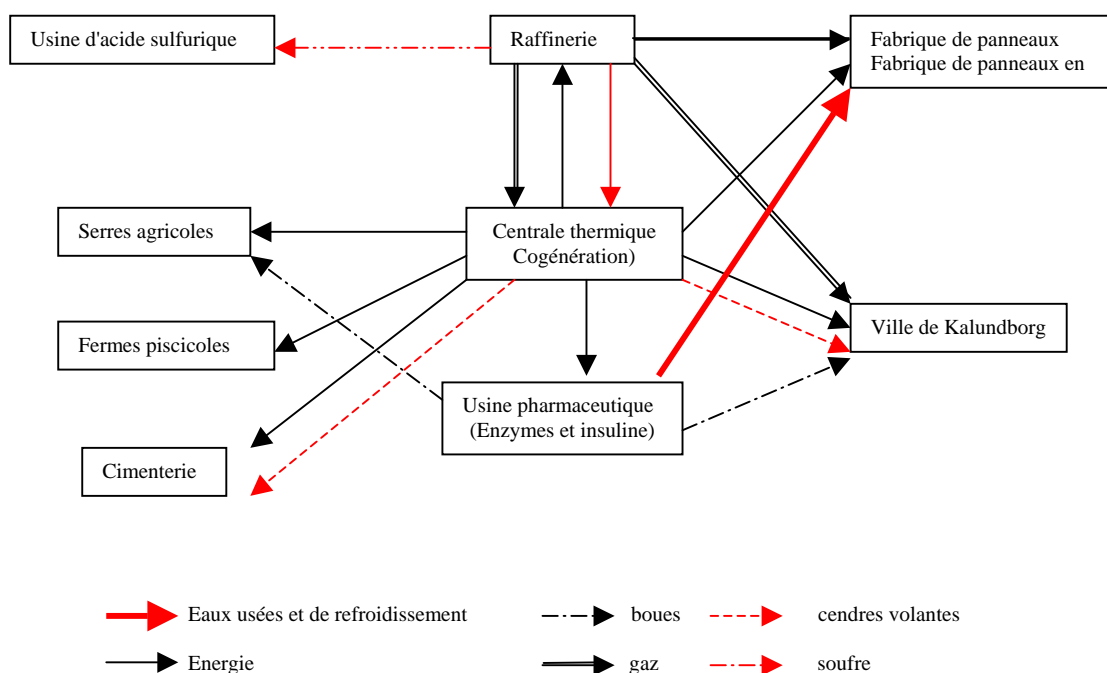 Usine d'acide sulfurique
Raffinerie
Fabrique de panneaux
Fabrique de panneaux en
Serres agricoles
Centrale thermique
Cogénération)
Fermes piscicoles
Ville de Kalundborg
Usine pharmaceutique
(Enzymes et insuline)
Cimenterie
Eaux usées et de refroidissement
boues
cendres volantes
Energie
gaz
soufre